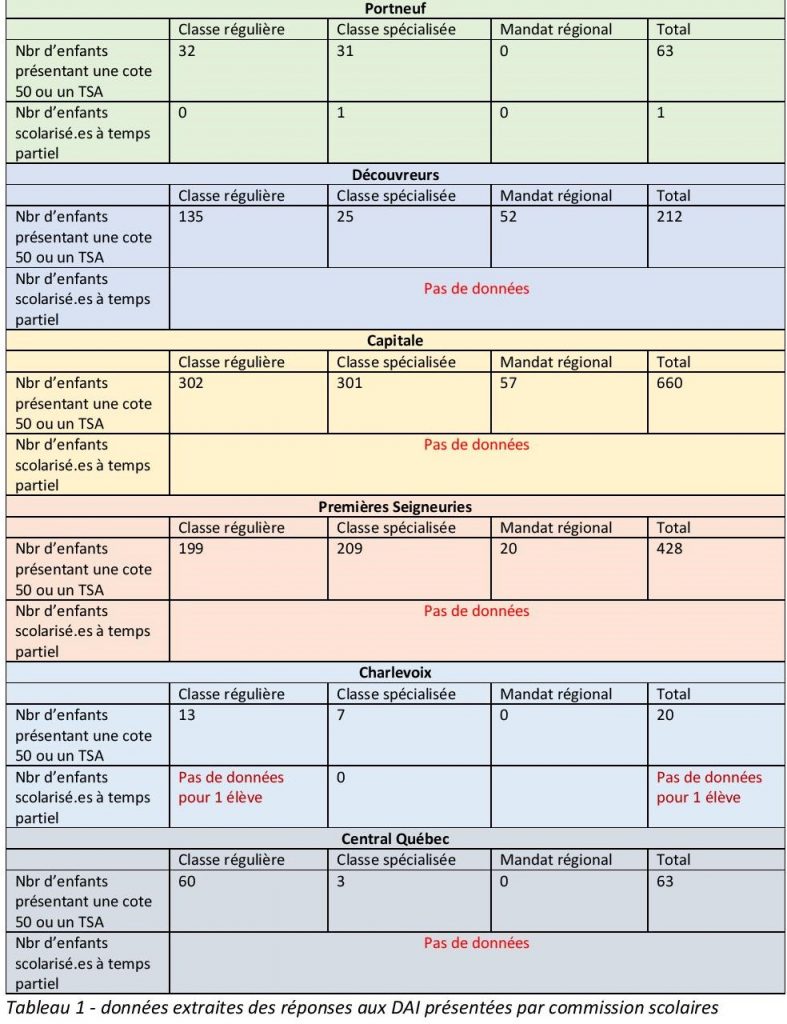 Portneuf
Classe régulière Classe spécialisée Mandat régional Total
Nbr d’enfants présentant une cote 50 ou un TSA 32 31 0 63
Nbr d’enfants scolarisé.es à temps partiel 0 1 0 1
Découvreurs
Classe régulière Classe spécialisée Mandat régional Total
Nbr d’enfants présentant une cote 50 ou un TSA 135 25 52 212
Nbr d’enfants scolarisé.es à temps partiel Pas de données
Capitale
Classe régulière Classe spécialisée Mandat régional Total
Nbr d’enfants présentant une cote 50 ou un TSA 302 301 57 660
Nbr d’enfants scolarisé.es à temps partiel Pas de données
Premières Seigneuries
Classe régulière Classe spécialisée Mandat régional Total
Nbr d’enfants présentant une cote 50 ou un TSA 199 209 20 428
Nbr d’enfants scolarisé.es à temps partiel Pas de données
Charlevoix
Classe régulière Classe spécialisée Mandat régional Total
Nbr d’enfants présentant une cote 50 ou un TSA 13 7 0 20
Nbr d’enfants scolarisé.es à temps partiel Pas de données pour 1 élève 0 Pas de données pour 1 élève
Central Québec
Classe régulière Classe spécialisée Mandat régional Total
Nbr d’enfants présentant une cote 50 ou un TSA 60 3 0 63
Nbr d’enfants scolarisé.es à temps partiel Pas de données
Tableau 1 - données extraites des réponses aux DAI présentées par commission scolaires